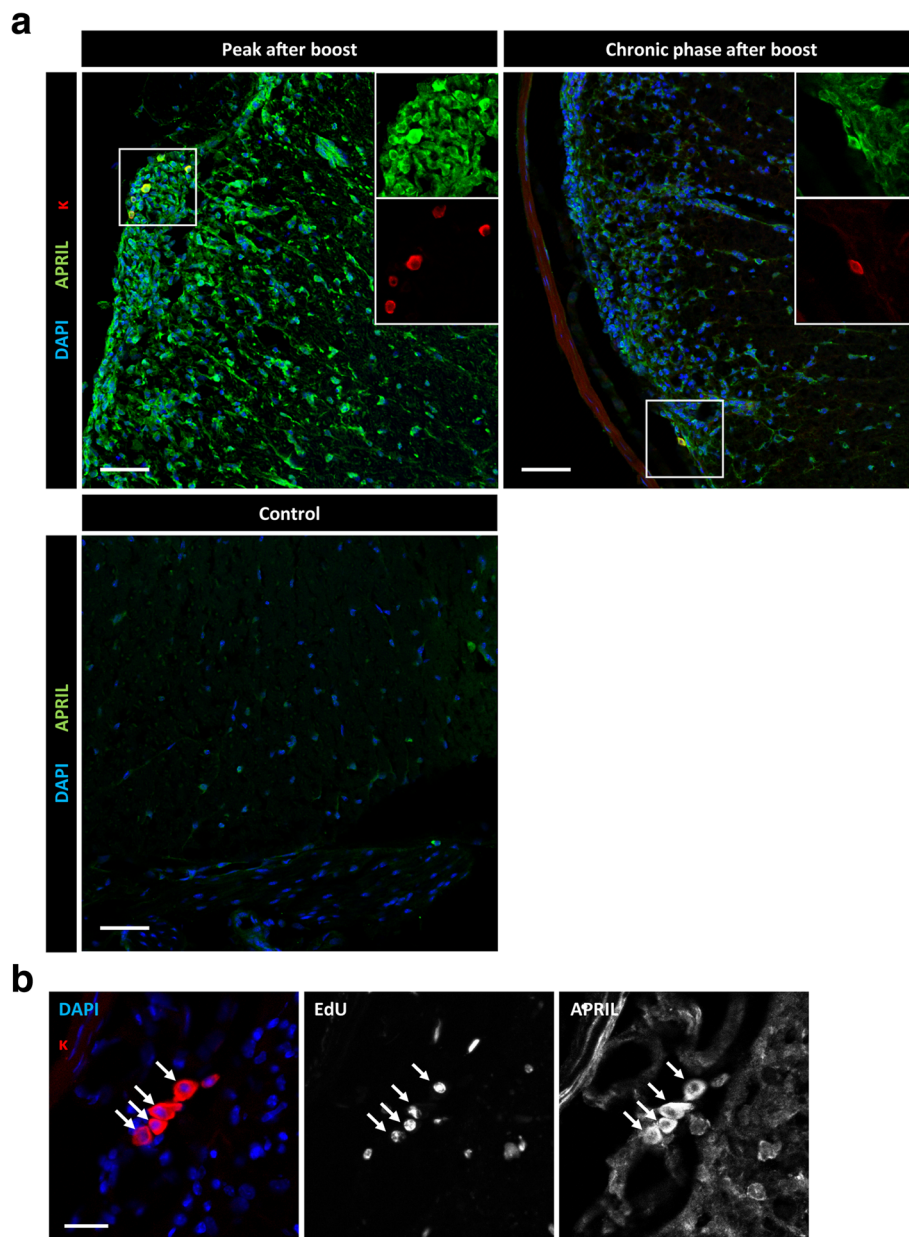 a
Peak after boost
Chronic phase after boost
DAPI APRIL κ
Control
DAPI APRIL
b
DAPI
κ
EdU
APRIL